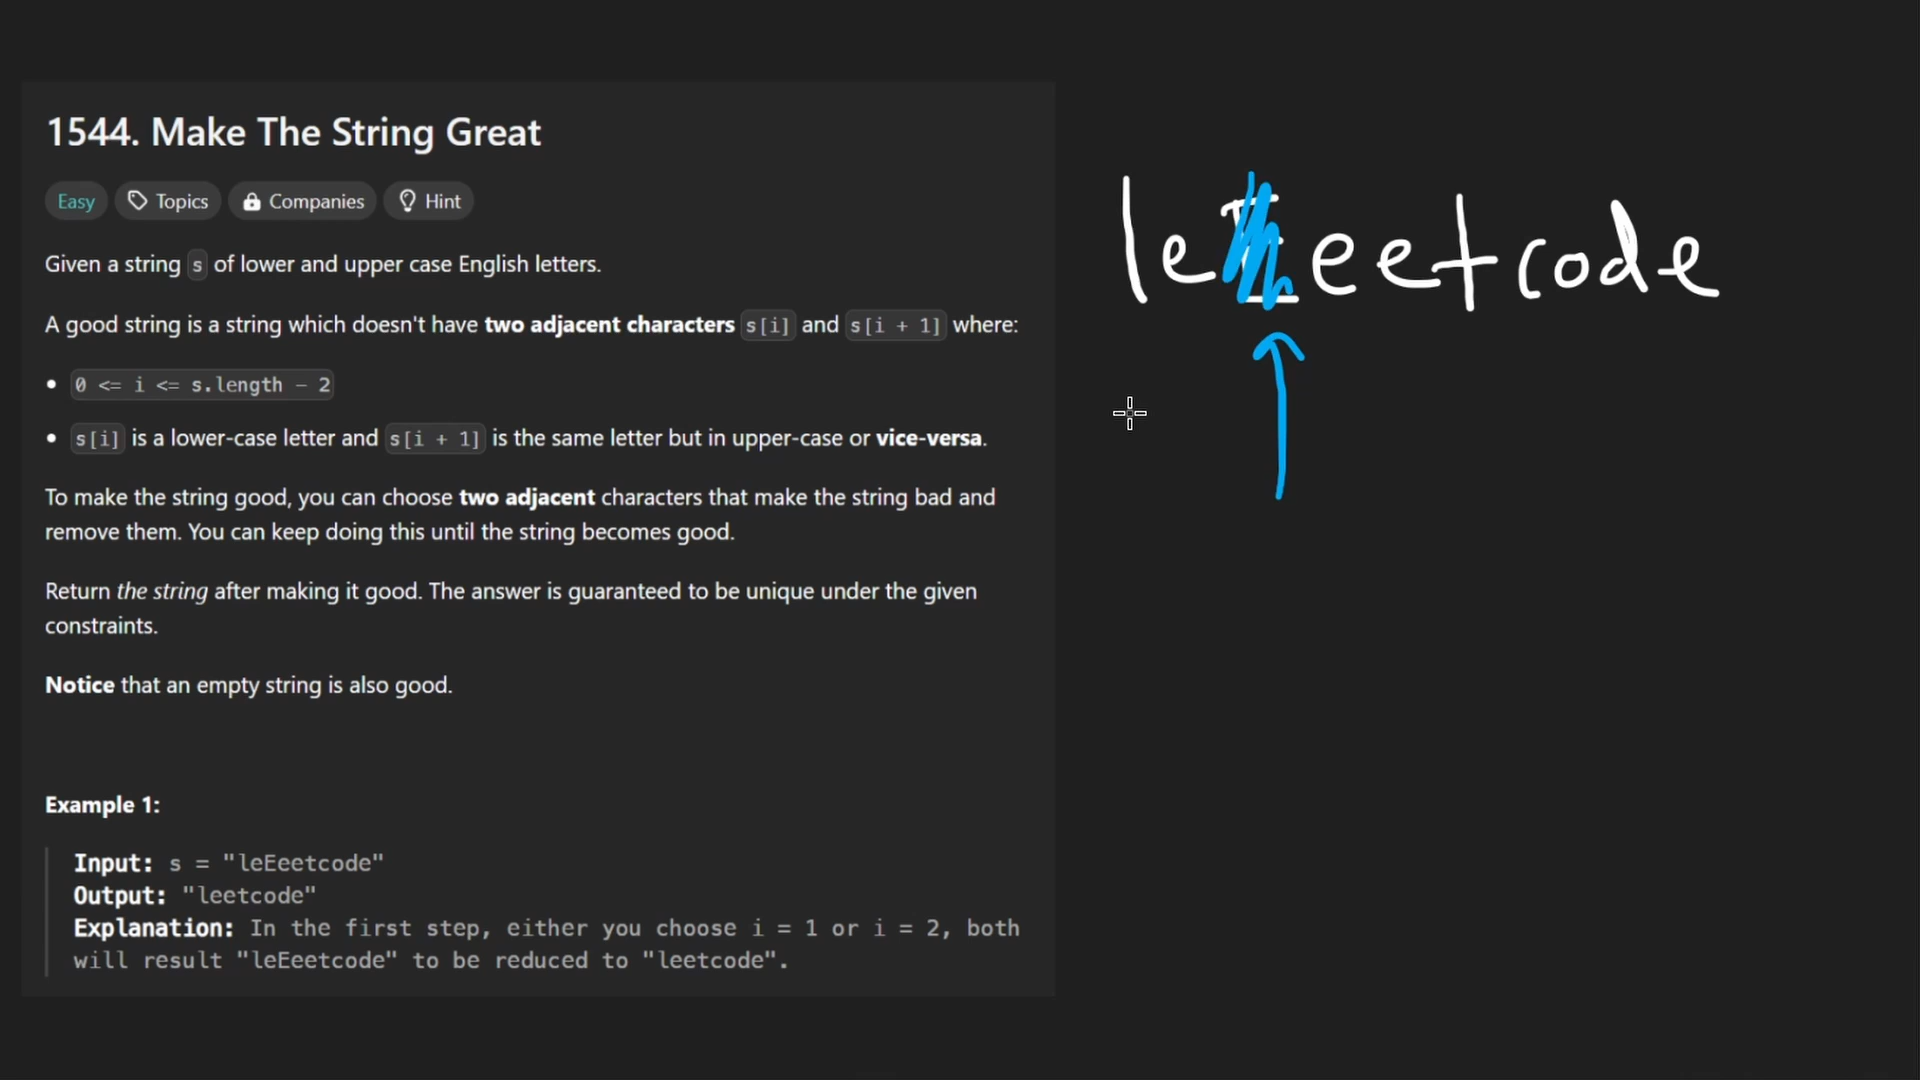 1544. Make The String Great
Easy Topics Companies Hint
Given a string s of lower and upper case English letters.
A good string is a string which doesn't have two adjacent characters s[i] and s[i + 1] where:
• 0 <= i <= s.length - 2
• s[i] is a lower-case letter and s[i + 1] is the same letter but in upper-case or vice-versa.
To make the string good, you can choose two adjacent characters that make the string bad and
remove them. You can keep doing this until the string becomes good.
Return the string after making it good. The answer is guaranteed to be unique under the given
constraints.
Notice that an empty string is also good.
Example 1:
Input: s = "leEeetcode"
Output: "leetcode"
Explanation: In the first step, either you choose i = 1 or i = 2, both
will result "leEeetcode" to be reduced to "leetcode".
leEeetcode